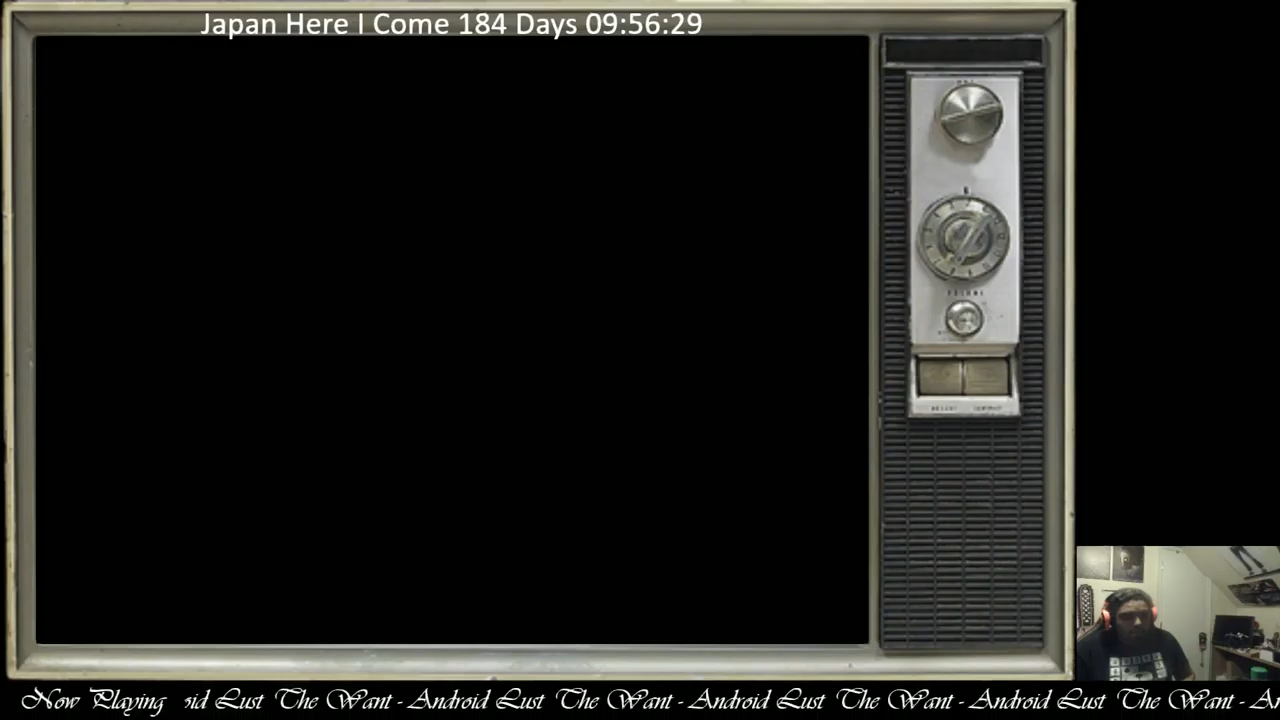 Japan Here I Come 184 Days 09:56:29
Now Playing sid Lust The Want - Android Lust The Want - Android Lust The Want - Android Lust The Want - A